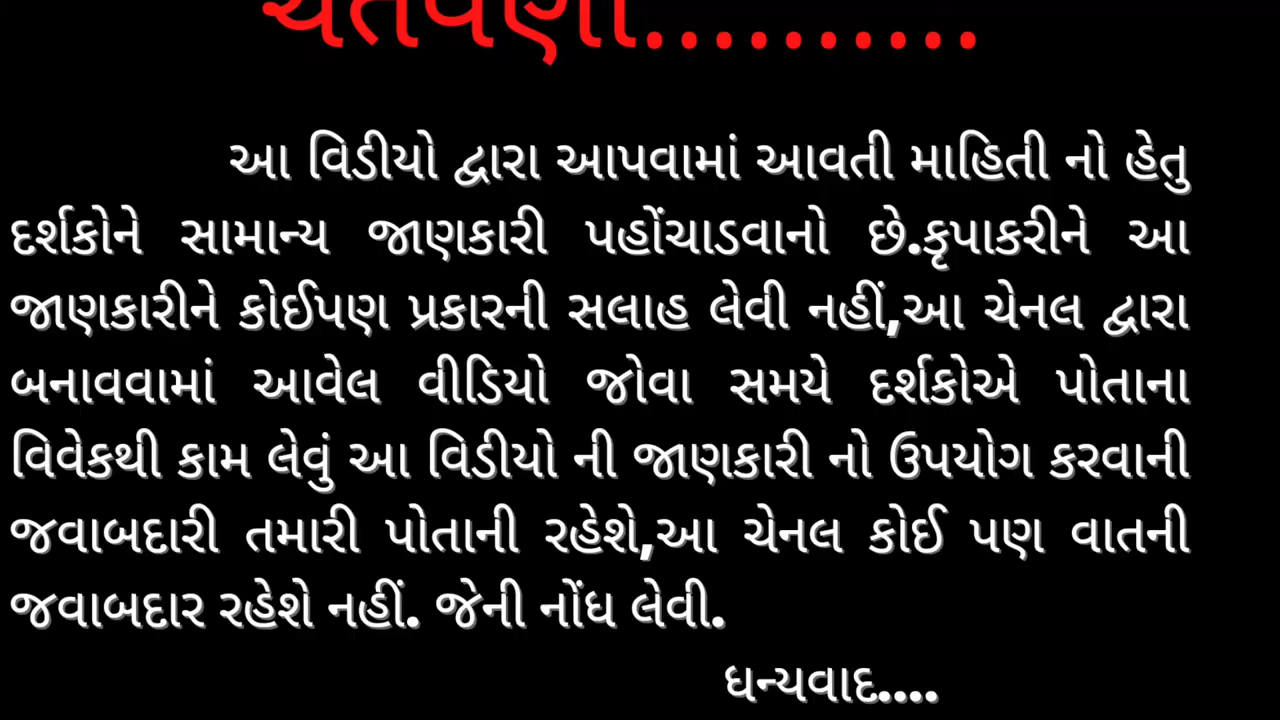 ચેતવણી..........
આ વિડીયો દ્વારા આપવામાં આવતી માહિતી નો હેતુ
દર્શકોને સામાન્ય જાણકારી પહોંચાડવાનો છે.કૃપાકરીને આ
જાણકારીને કોઈપણ પ્રકારની સલાહ લેવી નહીં,આ ચેનલ દ્વારા
બનાવવામાં આવેલ વીડિયો જોવા સમયે દર્શકોએ પોતાના
વિવેકથી કામ લેવું આ વિડીયો ની જાણકારી નો ઉપયોગ કરવાની
જવાબદારી તમારી પોતાની રહેશે,આ ચેનલ કોઈ પણ વાતની
જવાબદાર રહેશે નહીં. જેની નોંધ લેવી.
ધન્યવાદ....